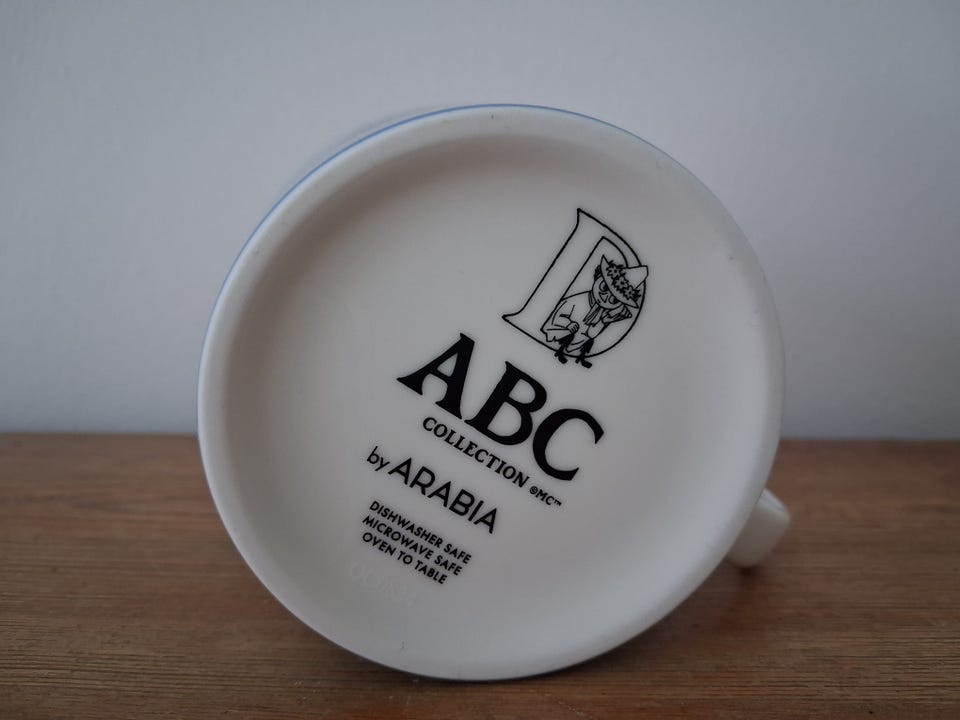 D
ABC
COLLECTION ©MC™
by ARABIA
DISHWASHER SAFE
MICROWAVE SAFE
OVEN TO TABLE